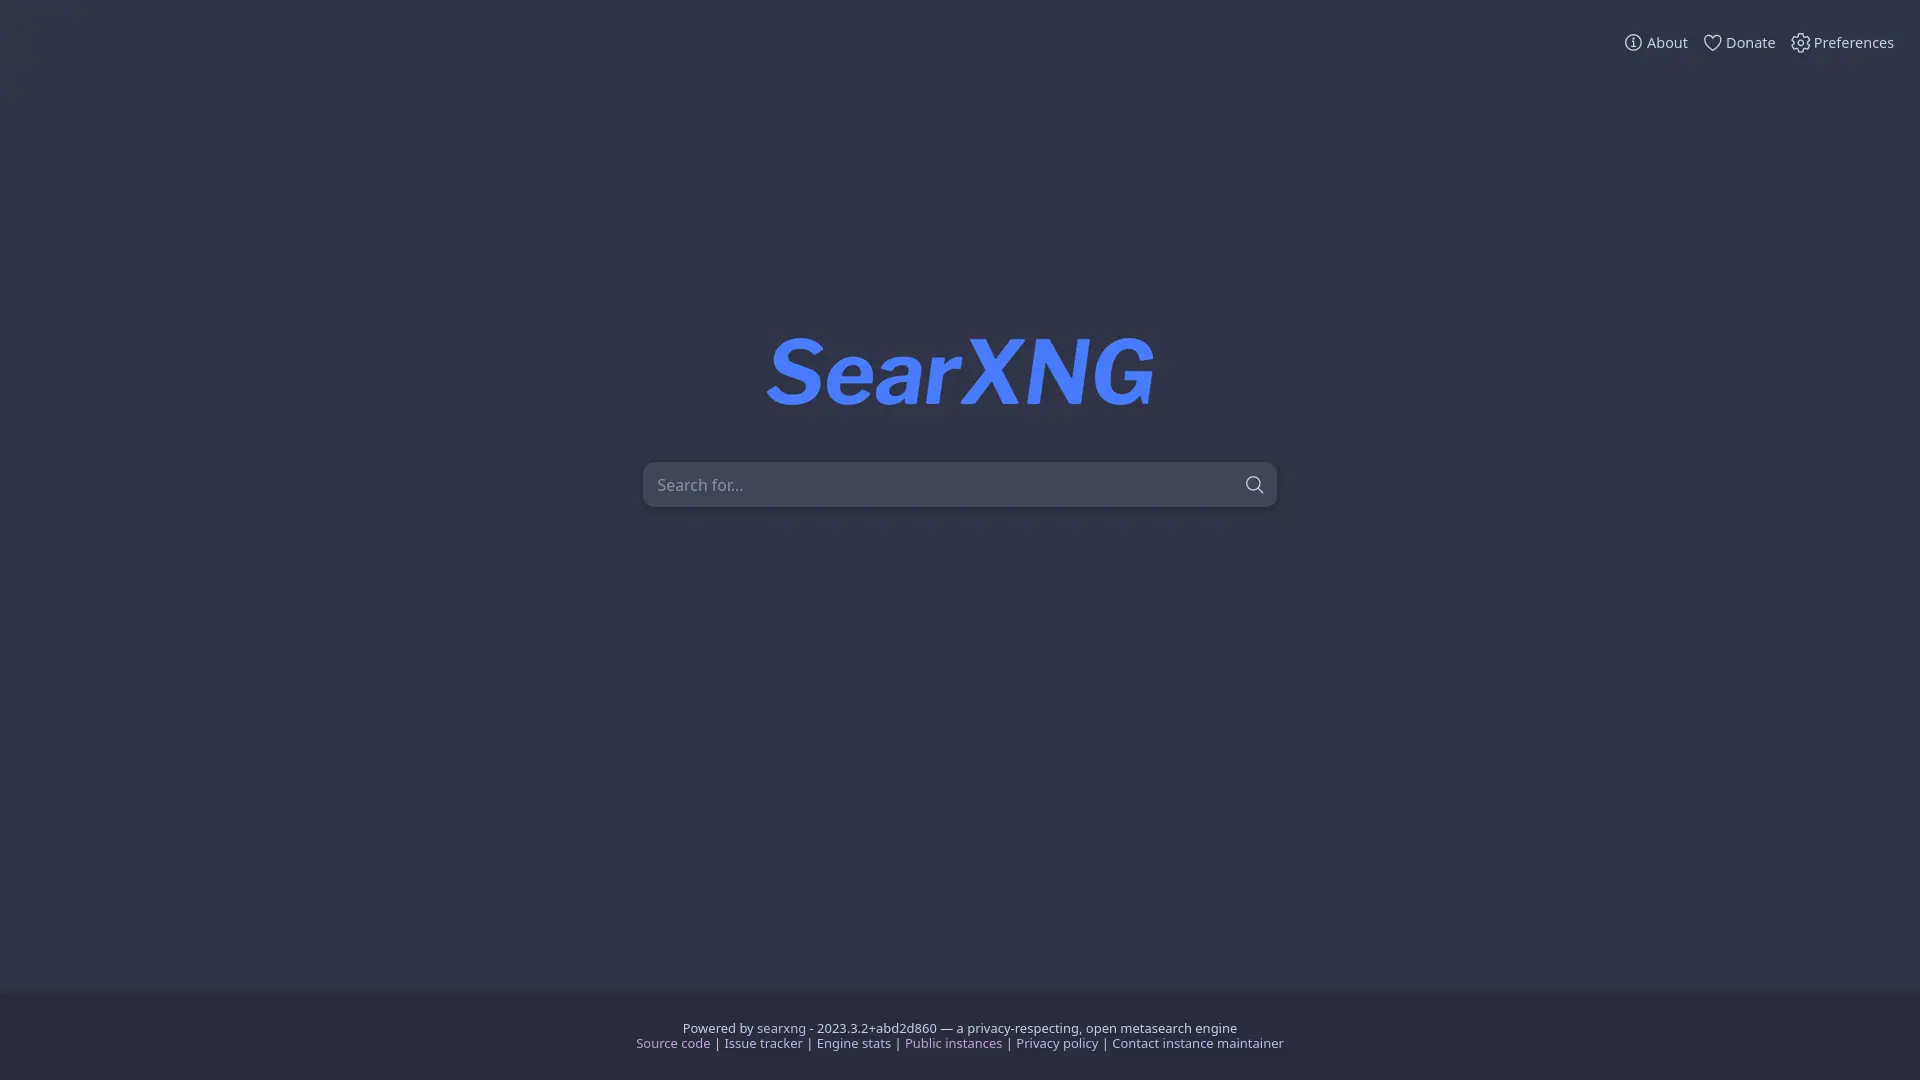 About Donate Preferences
SearXNG
Search for...
Powered by searxng - 2023.3.2+abd2d860 — a privacy-respecting, open metasearch engine
Source code | Issue tracker | Engine stats | Public instances | Privacy policy | Contact instance maintainer